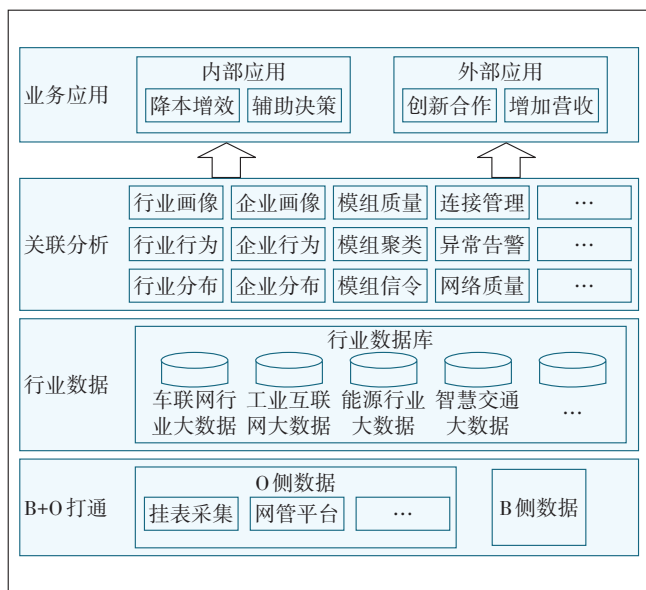 业务应用
内部应用
降本增效 辅助决策
外部应用
创新合作 增加营收
关联分析
行业画像 企业画像 模组质量 连接管理 …
行业行为 企业行为 模组聚类 异常告警 …
行业分布 企业分布 模组信令 网络质量 …
行业数据
行业数据库
车联网行
业大数据
工业互联
网大数据
能源行业
大数据
智慧交通
大数据
…
B+O打通
O侧数据
挂表采集 网管平台 …
B侧数据